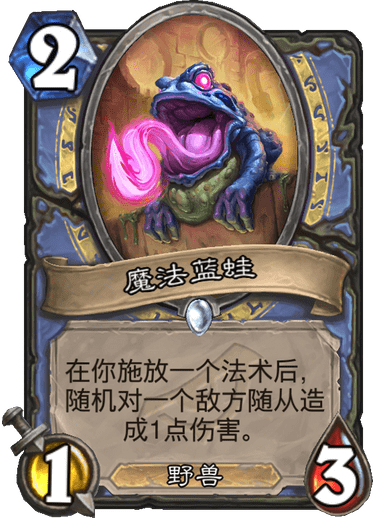 2
魔法蓝蛙
在你施放一个法术后，
随机对一个敌方随从造
成1点伤害。
野兽
1
3